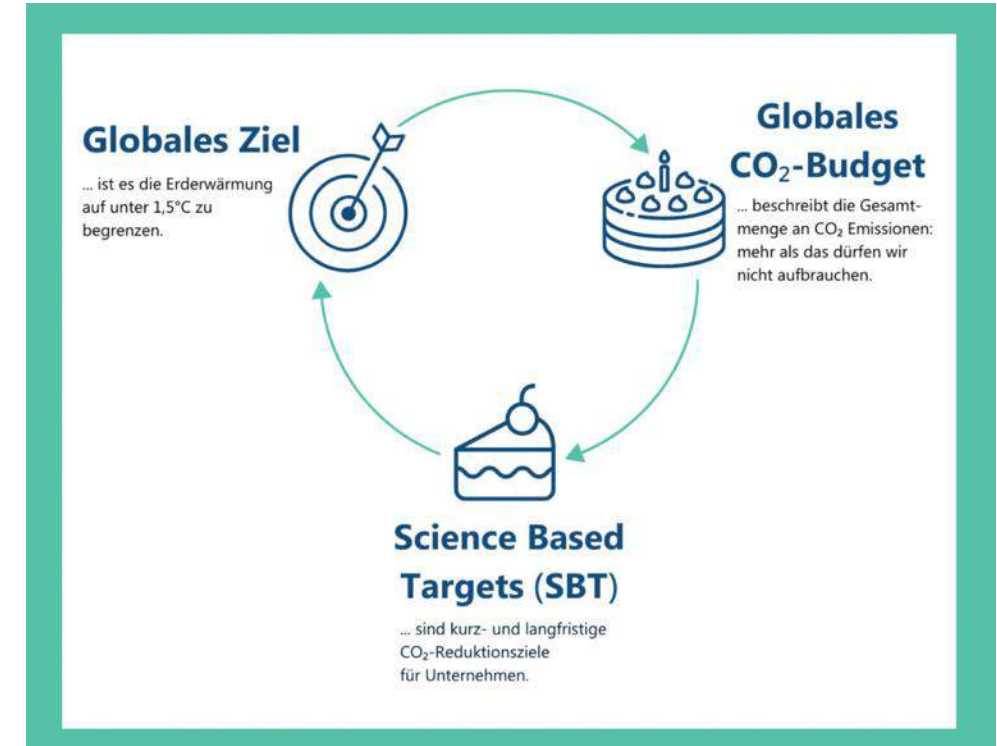 Globales Ziel
... ist es die Erderwärmung
auf unter 1,5°C zu
begrenzen.
Globales
CO₂-Budget
... beschreibt die Gesamt-
menge an CO₂ Emissionen:
mehr als das dürfen wir
nicht aufbrauchen.
Science Based
Targets (SBT)
... sind kurz- und langfristige
CO₂-Reduktionsziele
für Unternehmen.